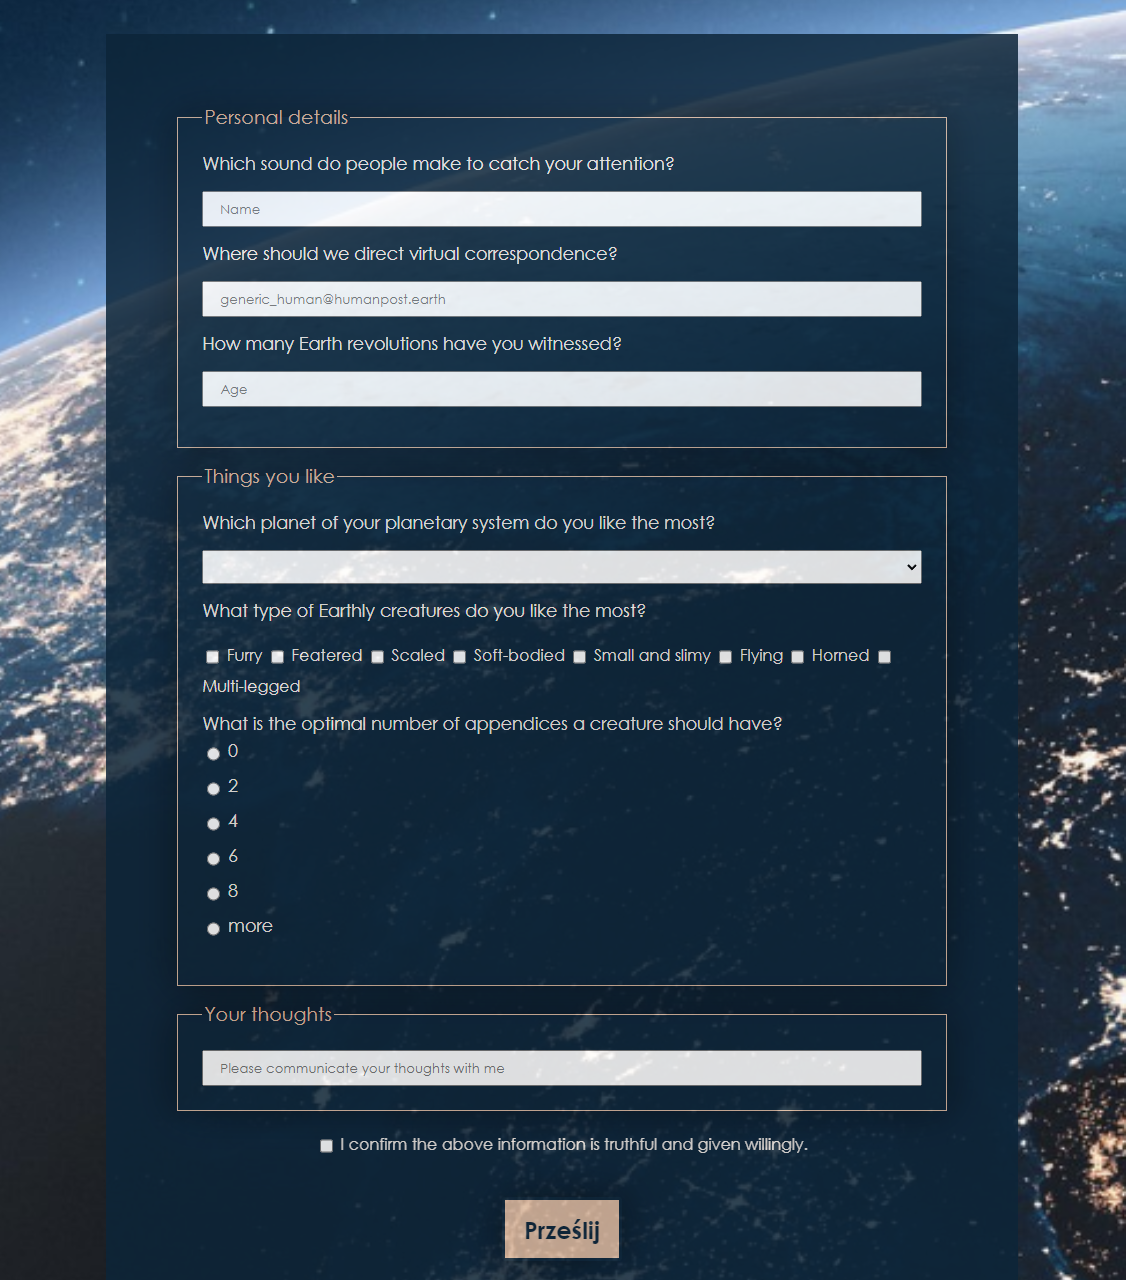 Personal details
Which sound do people make to catch your attention?
Name
Where should we direct virtual correspondence?
generic_human@humanpost.earth
How many Earth revolutions have you witnessed?
Age
Things you like
Which planet of your planetary system do you like the most?
What type of Earthly creatures do you like the most?
Furry Featered Scaled Soft-bodied Small and slimy Flying Horned
Multi-legged
What is the optimal number of appendices a creature should have?
0
2
4
6
8
more
Your thoughts
Please communicate your thoughts with me
I confirm the above information is truthful and given willingly.
Prześlij